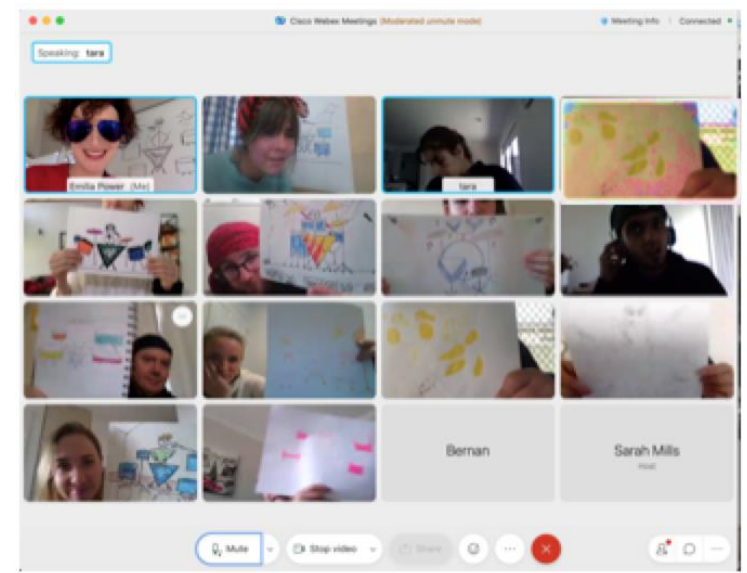 Cisco Webex Meetings (Moderated unmute mode)
Meeting Info
Connected
Speaking: tara
Emilia Power (Me)
tara
Bernan
Sarah Mills
Host
Mute
Stop video
Share